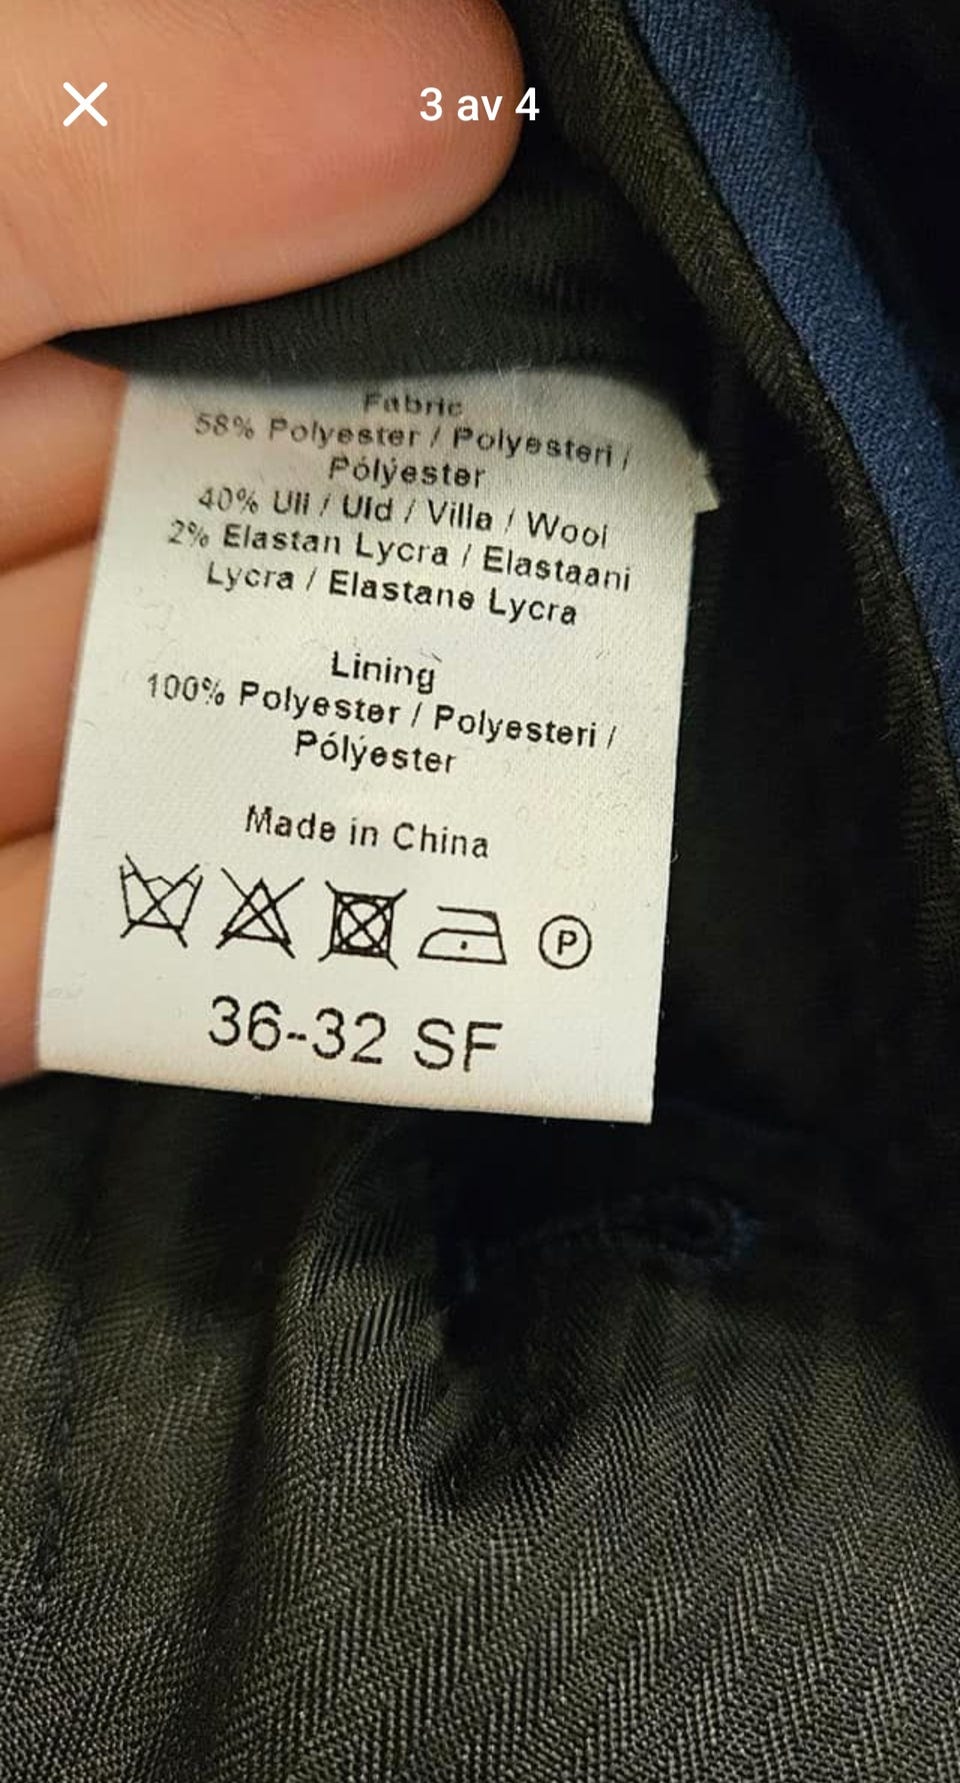 3 av 4
Fabric
58% Polyester / Polyesteri /
Pólýester
40% Ull / Uld / Villa / Wool
2% Elastan Lycra / Elastaani
Lycra / Elastane Lycra
Lining
100% Polyester / Polyesteri /
Pólýester
Made in China
P
36-32 SF